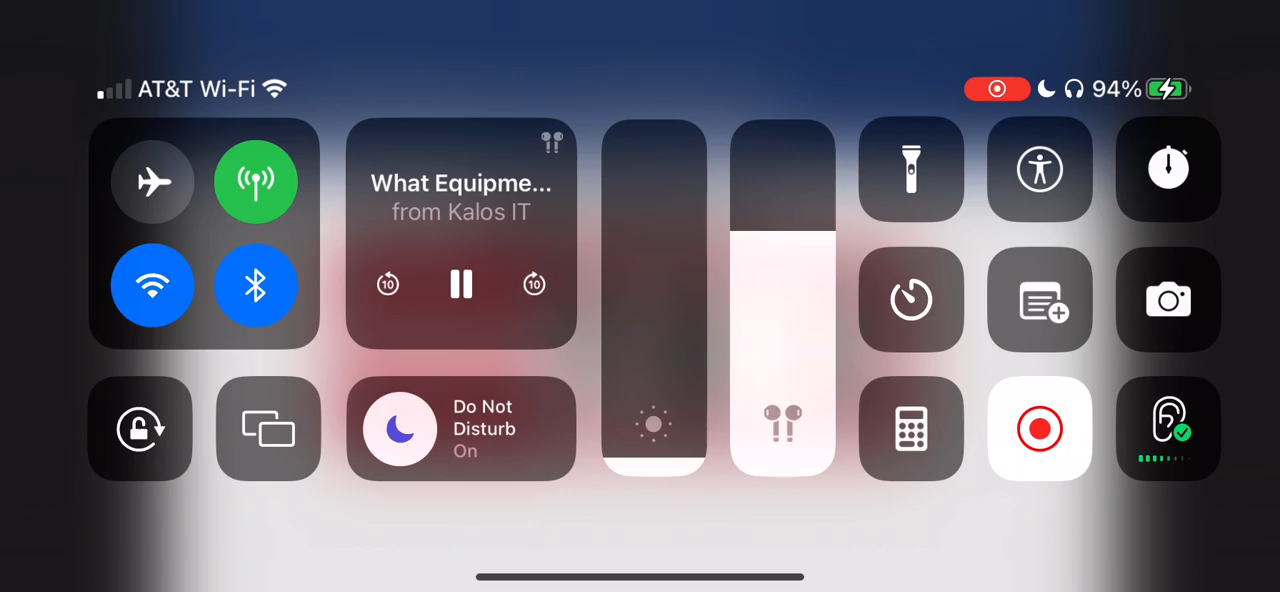 AT&T Wi-Fi
94%
What Equipme...
from Kalos IT
10
10
Do Not
Disturb
On